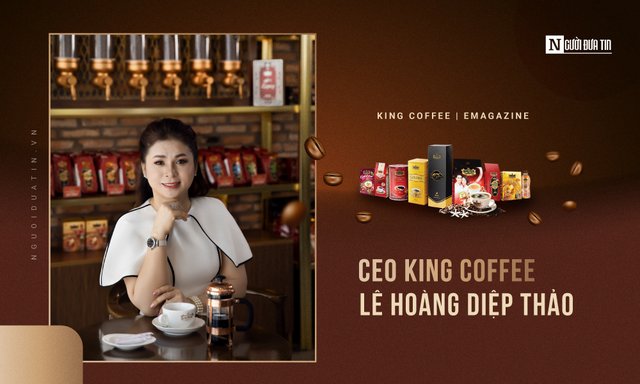 N NGƯỜI ĐƯA TIN
KING COFFEE | EMAGAZINE
CEO KING COFFEE
LÊ HOÀNG DIỆP THẢO
NGUOIDUATIN.VN